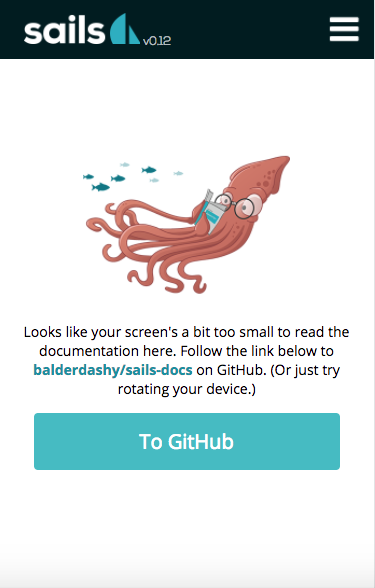 sails v0.12
Looks like your screen's a bit too small to read the
documentation here. Follow the link below to
balderdashy/sails-docs on GitHub. (Or just try
rotating your device.)
To GitHub